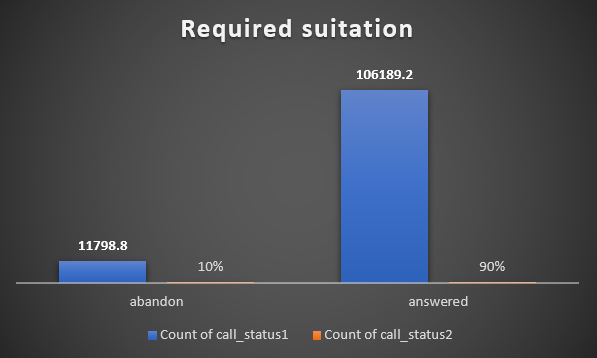 Required suitation
106189.2
11798.8
10%
90%
abandon
answered
Count of call_status1
Count of call_status2